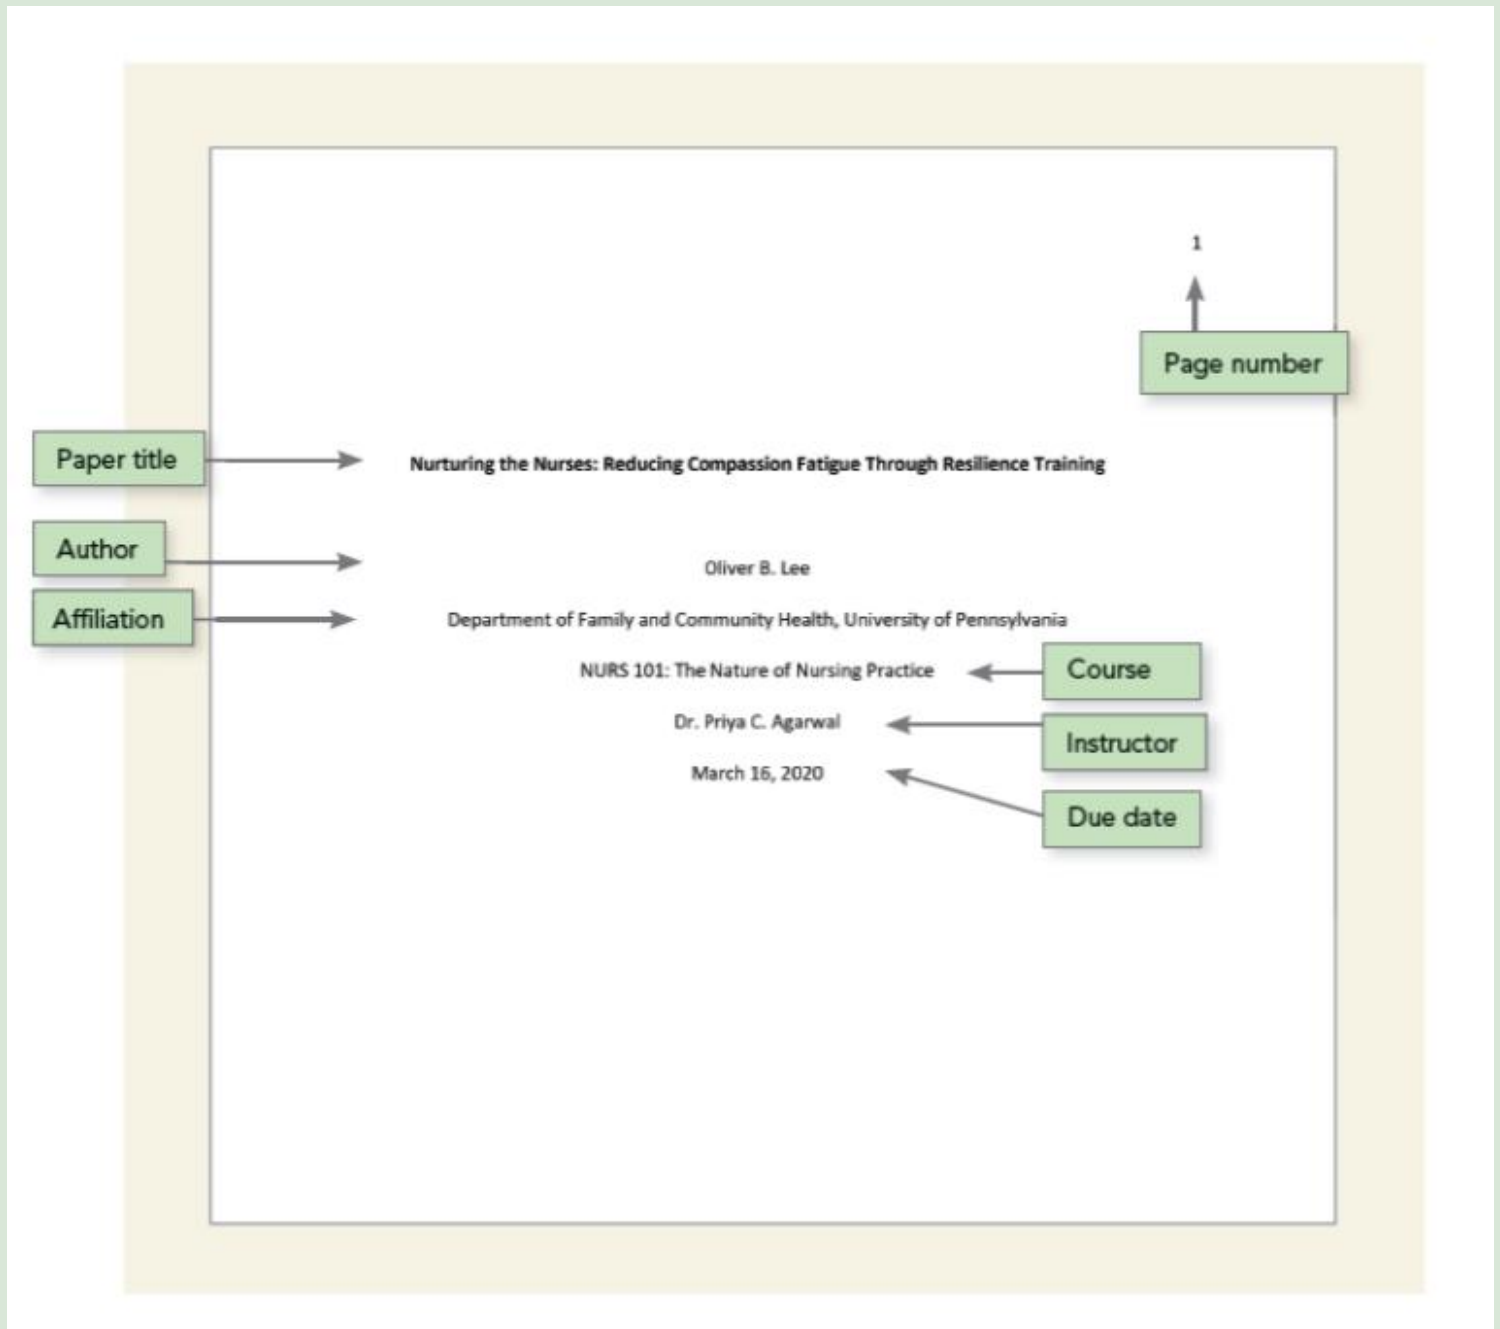 1
Page number
Paper title
Nurturing the Nurses: Reducing Compassion Fatigue Through Resilience Training
Author
Oliver B. Lee
Affiliation
Department of Family and Community Health, University of Pennsylvania
NURS 101: The Nature of Nursing Practice
Course
Dr. Priya C. Agarwal
Instructor
March 16, 2020
Due date